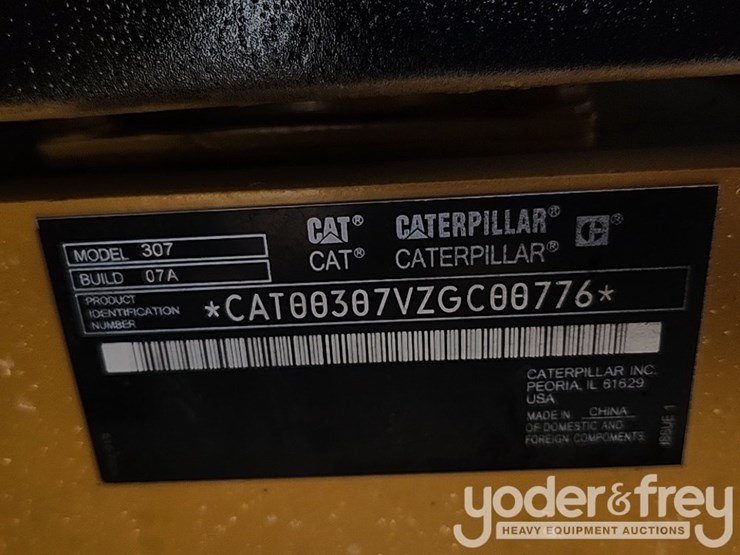 CAT® CATERPILLAR® C®
CAT® CATERPILLAR®
MODEL 307
BUILD 07A
PRODUCT
IDENTIFICATION
NUMBER
*CAT00307VZGC00776*
CATERPILLAR INC.
PEORIA, IL 61629
USA
MADE IN CHINA
OF DOMESTIC AND
FOREIGN COMPONENTS
ISSUE 1
yoder&frey
HEAVY EQUIPMENT AUCTIONS